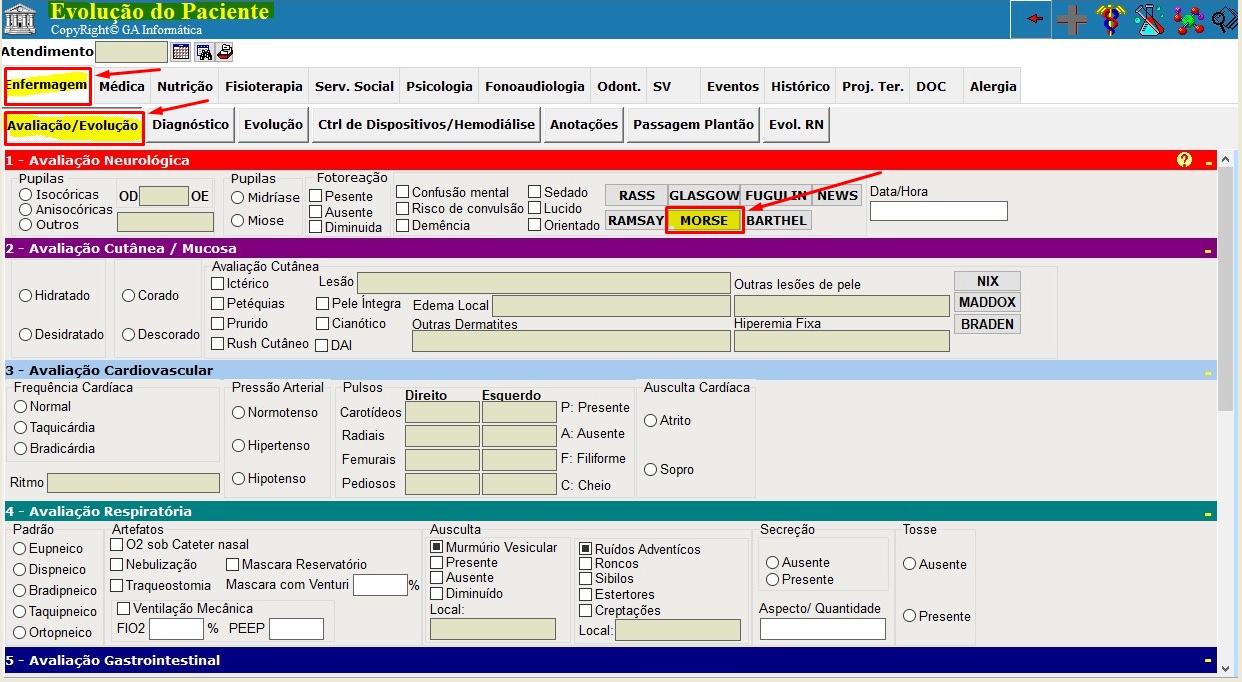 Evolução do Paciente
CopyRight© GA Informática
Atendimento
Enfermagem Médica Nutrição Fisioterapia Serv. Social Psicologia Fonoaudiologia Odont. SV Eventos Histórico Proj. Ter. DOC Alergia
Avaliação/Evolução Diagnóstico Evolução Ctrl de Dispositivos/Hemodiálise Anotações Passagem Plantão Evol. RN
1 - Avaliação Neurológica ? -
Pupilas Pupilas Fotoreação
Isocóricas OD OE Midríase Pesente Confusão mental Sedado RASS GLASGOW FUGULIN NEWS Data/Hora
Anisocóricas Ausente Risco de convulsão Lucido
Outros Miose Diminuida Demência Orientado RAMSAY MORSE BARTHEL
2 - Avaliação Cutânea / Mucosa -
Avaliação Cutânea
Ictérico Lesão Outras lesões de pele NIX
Hidratado Corado Petéquias Pele Íntegra Edema Local MADDOX
Prurido Cianótico Outras Dermatites Hiperemia Fixa BRADEN
Desidratado Descorado Rush Cutâneo DAI
3 - Avaliação Cardiovascular -
Frequência Cardíaca Pressão Arterial Pulsos Direito Esquerdo Ausculta Cardíaca
Normal Normotenso Carotídeos P: Presente Atrito
Taquicárdia Radiais A: Ausente
Bradicárdia Hipertenso Femurais F: Filiforme Sopro
Ritmo Hipotenso Pediosos C: Cheio
4 - Avaliação Respiratória -
Padrão Artefatos Ausculta Secreção Tosse
Eupneico O2 sob Cateter nasal Murmúrio Vesicular Ruídos Adventícos
Dispneico Nebulização Mascara Reservatório Presente Roncos Ausente Ausente
Bradipneico Traqueostomia Mascara com Venturi % Ausente Sibilos Presente
Diminuído Estertores
Taquipneico Ventilação Mecânica Local: Creptações Aspecto/ Quantidade Presente
Ortopneico FIO2 % PEEP Local:
5 - Avaliação Gastrointestinal -